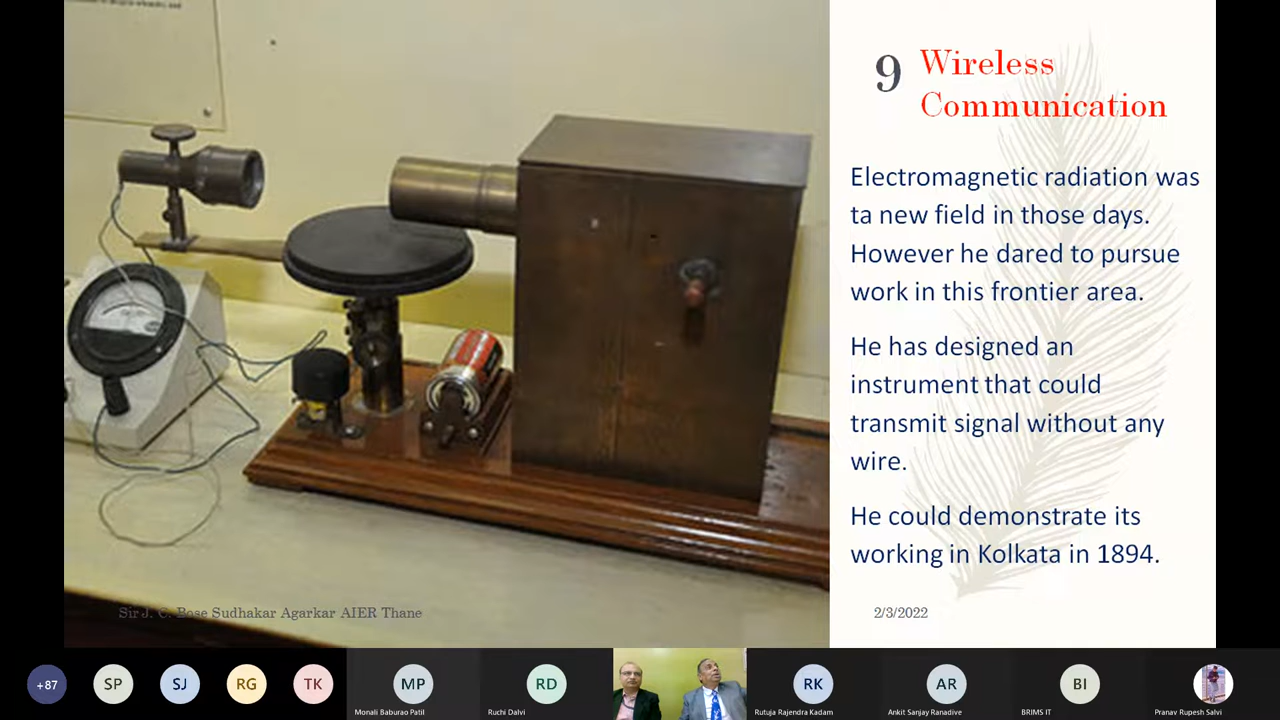 9
Wireless
Communication
Electromagnetic radiation was
ta new field in those days.
However he dared to pursue
work in this frontier area.
He has designed an
instrument that could
transmit signal without any
wire.
He could demonstrate its
working in Kolkata in 1894.
Sir J. C. Bose Sudhakar Agarkar AIER Thane
2/3/2022
+87
SP
SJ
RG
TK
MP
Monali Baburao Patil
RD
Ruchi Dalvi
RK
Rutuja Rajendra Kadam
AR
Ankit Sanjay Ranadive
BI
BRIMS IT
Pranav Rupesh Salvi